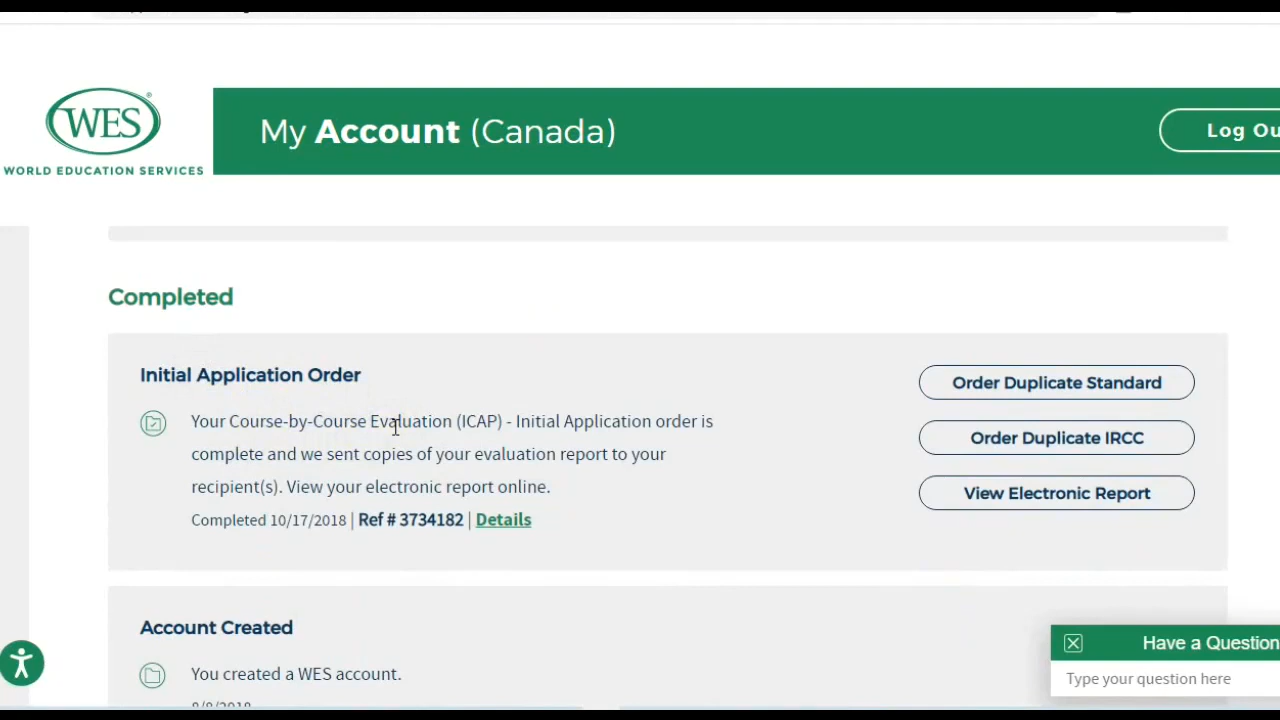 WES®
WORLD EDUCATION SERVICES
My Account (Canada)
Log Ou
Completed
Initial Application Order
Your Course-by-Course Evaluation (ICAP) - Initial Application order is
complete and we sent copies of your evaluation report to your
recipient(s). View your electronic report online.
Completed 10/17/2018 | Ref # 3734182 | Details
Order Duplicate Standard
Order Duplicate IRCC
View Electronic Report
Account Created
You created a WES account.
8/8/2018
Have a Question
Type your question here